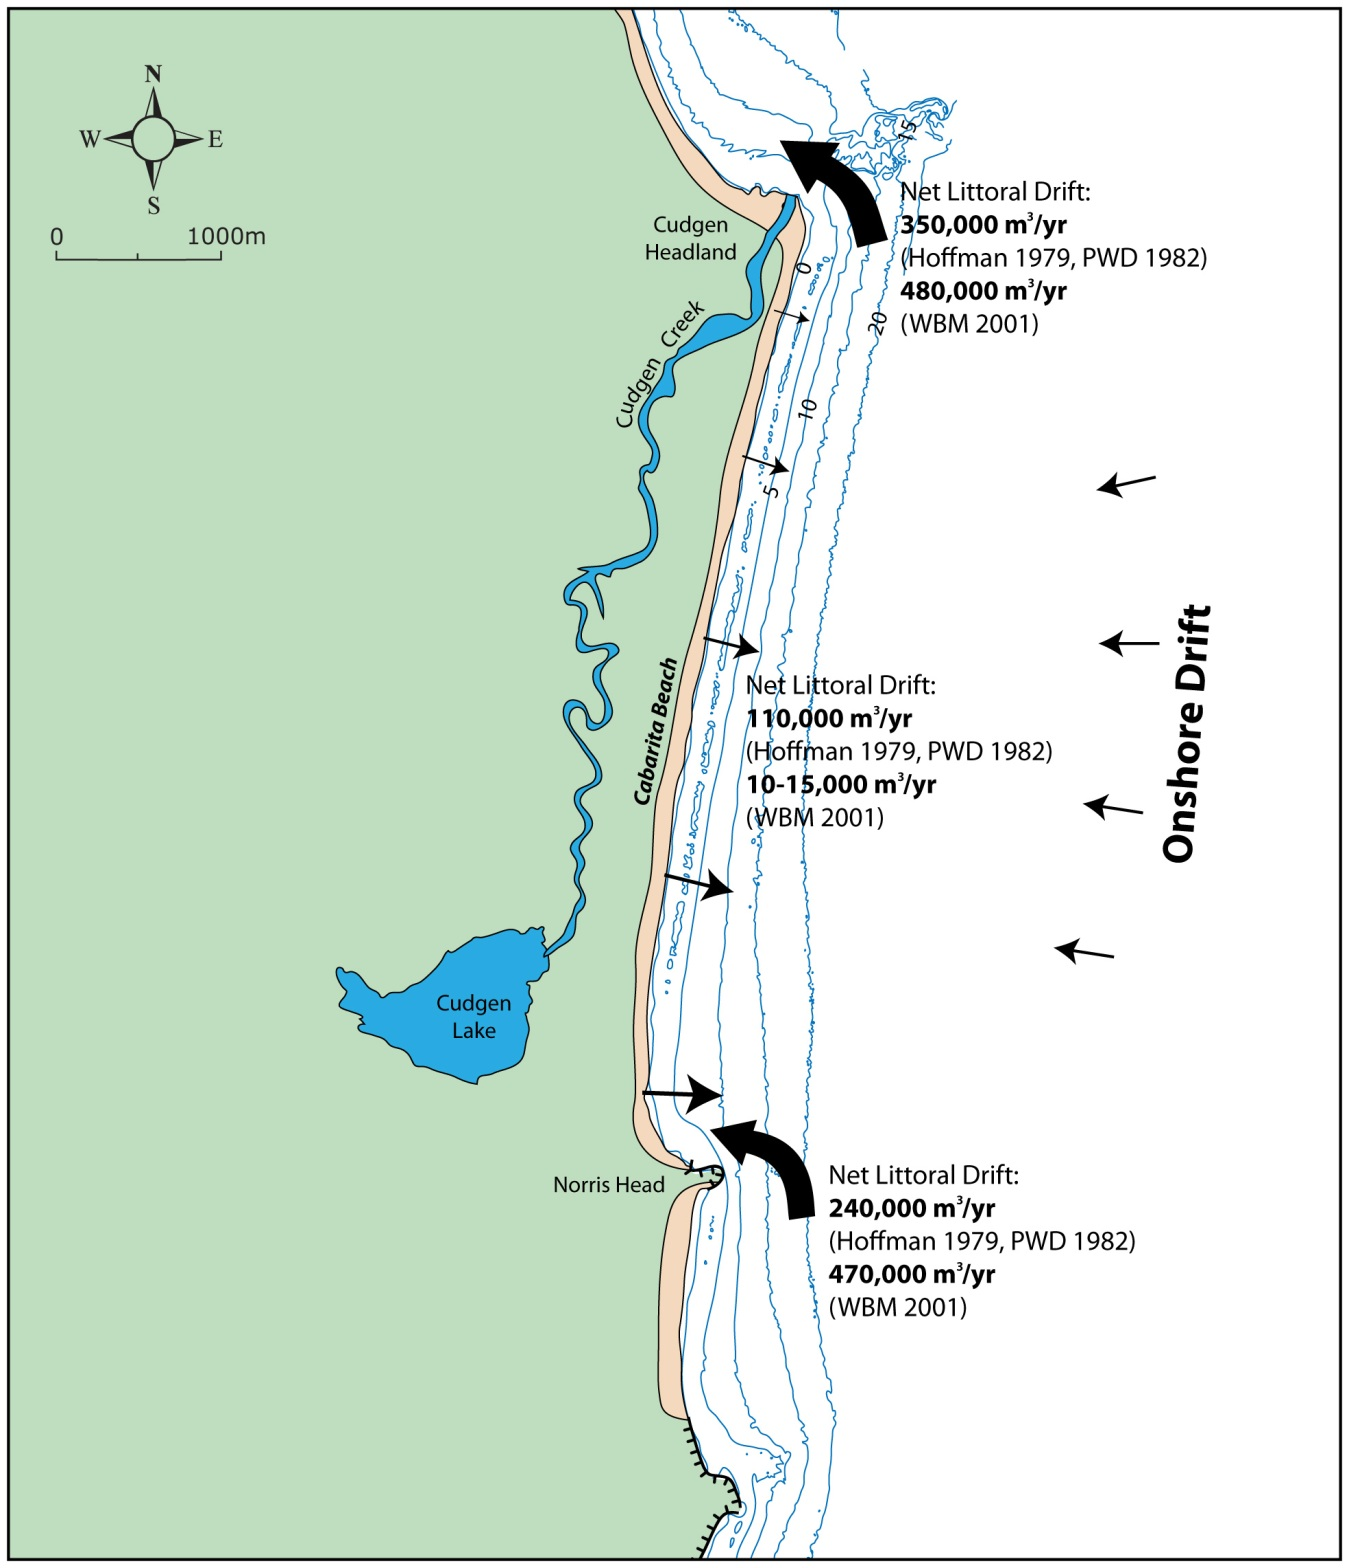 N
W E
S
0 1000m
15
Net Littoral Drift:
350,000 m³/yr
(Hoffman 1979, PWD 1982)
480,000 m³/yr
(WBM 2001)
Cudgen
Headland
0
20
Cudgen Creek
10
5
Onshore Drift
Cabarita Beach
Net Littoral Drift:
110,000 m³/yr
(Hoffman 1979, PWD 1982)
10-15,000 m³/yr
(WBM 2001)
Cudgen
Lake
Norris Head
Net Littoral Drift:
240,000 m³/yr
(Hoffman 1979, PWD 1982)
470,000 m³/yr
(WBM 2001)